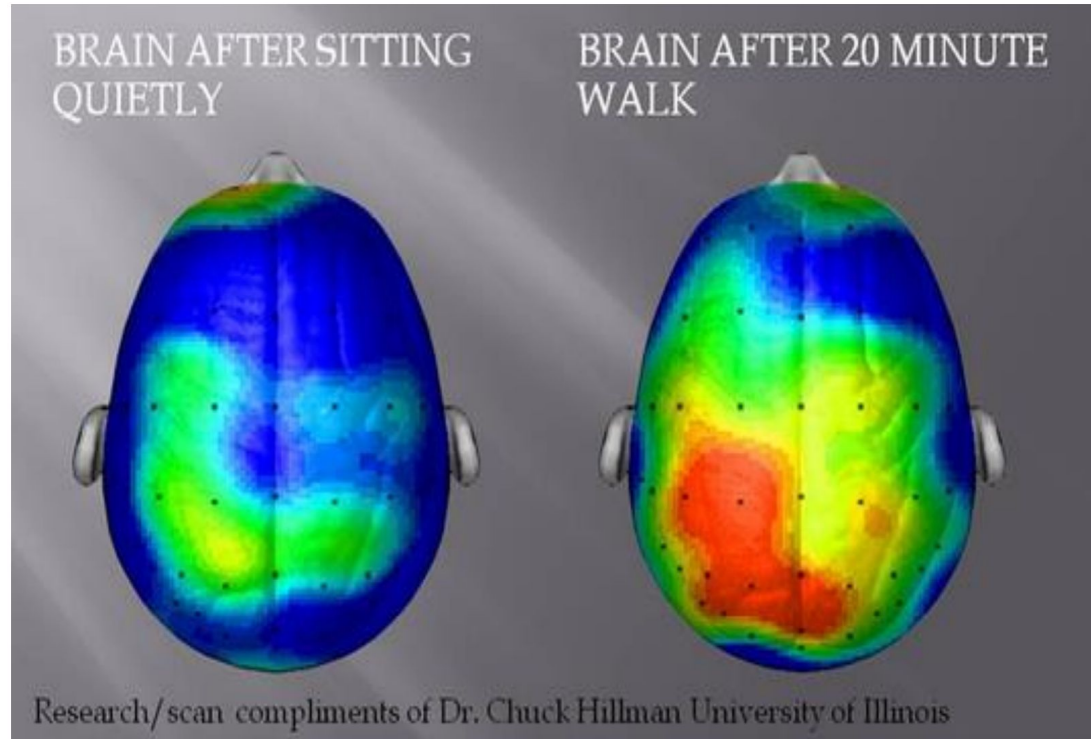 BRAIN AFTER SITTING
QUIETLY
BRAIN AFTER 20 MINUTE
WALK
Research/scan compliments of Dr. Chuck Hillman University of Illinois